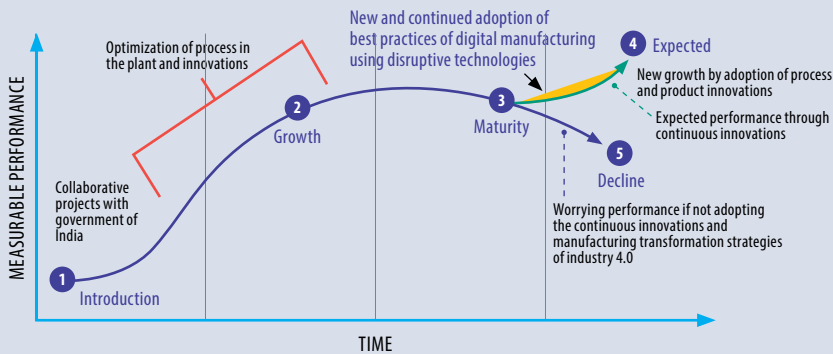 New and continued adoption of
best practices of digital manufacturing
using disruptive technologies
Optimization of process in
the plant and innovations
4 Expected
New growth by adoption of process
and product innovations
Expected performance through
continuous innovations
2
Growth
3
Maturity
5
Decline
Collaborative
projects with
government of
India
Worrying performance if not adopting
the continuous innovations and
manufacturing transformation strategies
of industry 4.0
1
Introduction
MEASURABLE PERFORMANCE
TIME